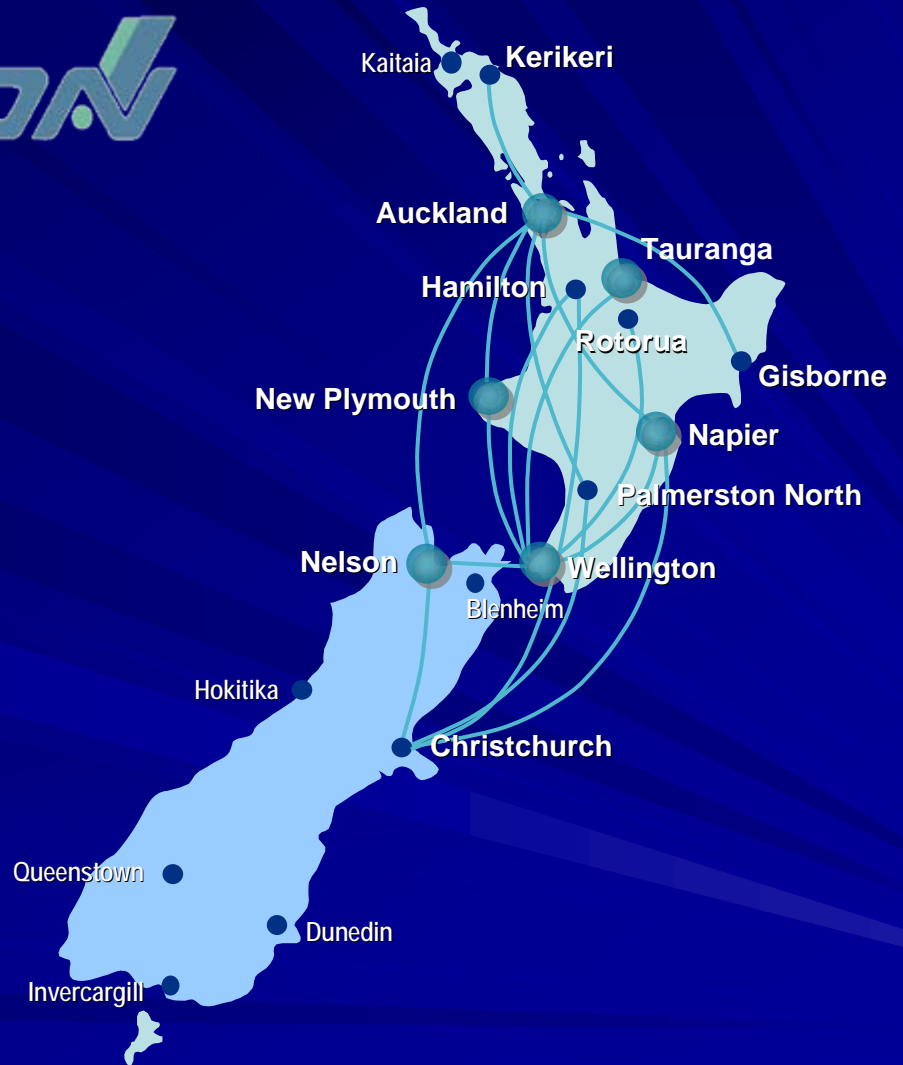 Kaitaia
Kerikeri
Auckland
Tauranga
Hamilton
Rotorua
Gisborne
New Plymouth
Napier
Palmerston North
Nelson
Wellington
Blenheim
Hokitika
Christchurch
Queenstown
Dunedin
Invercargill